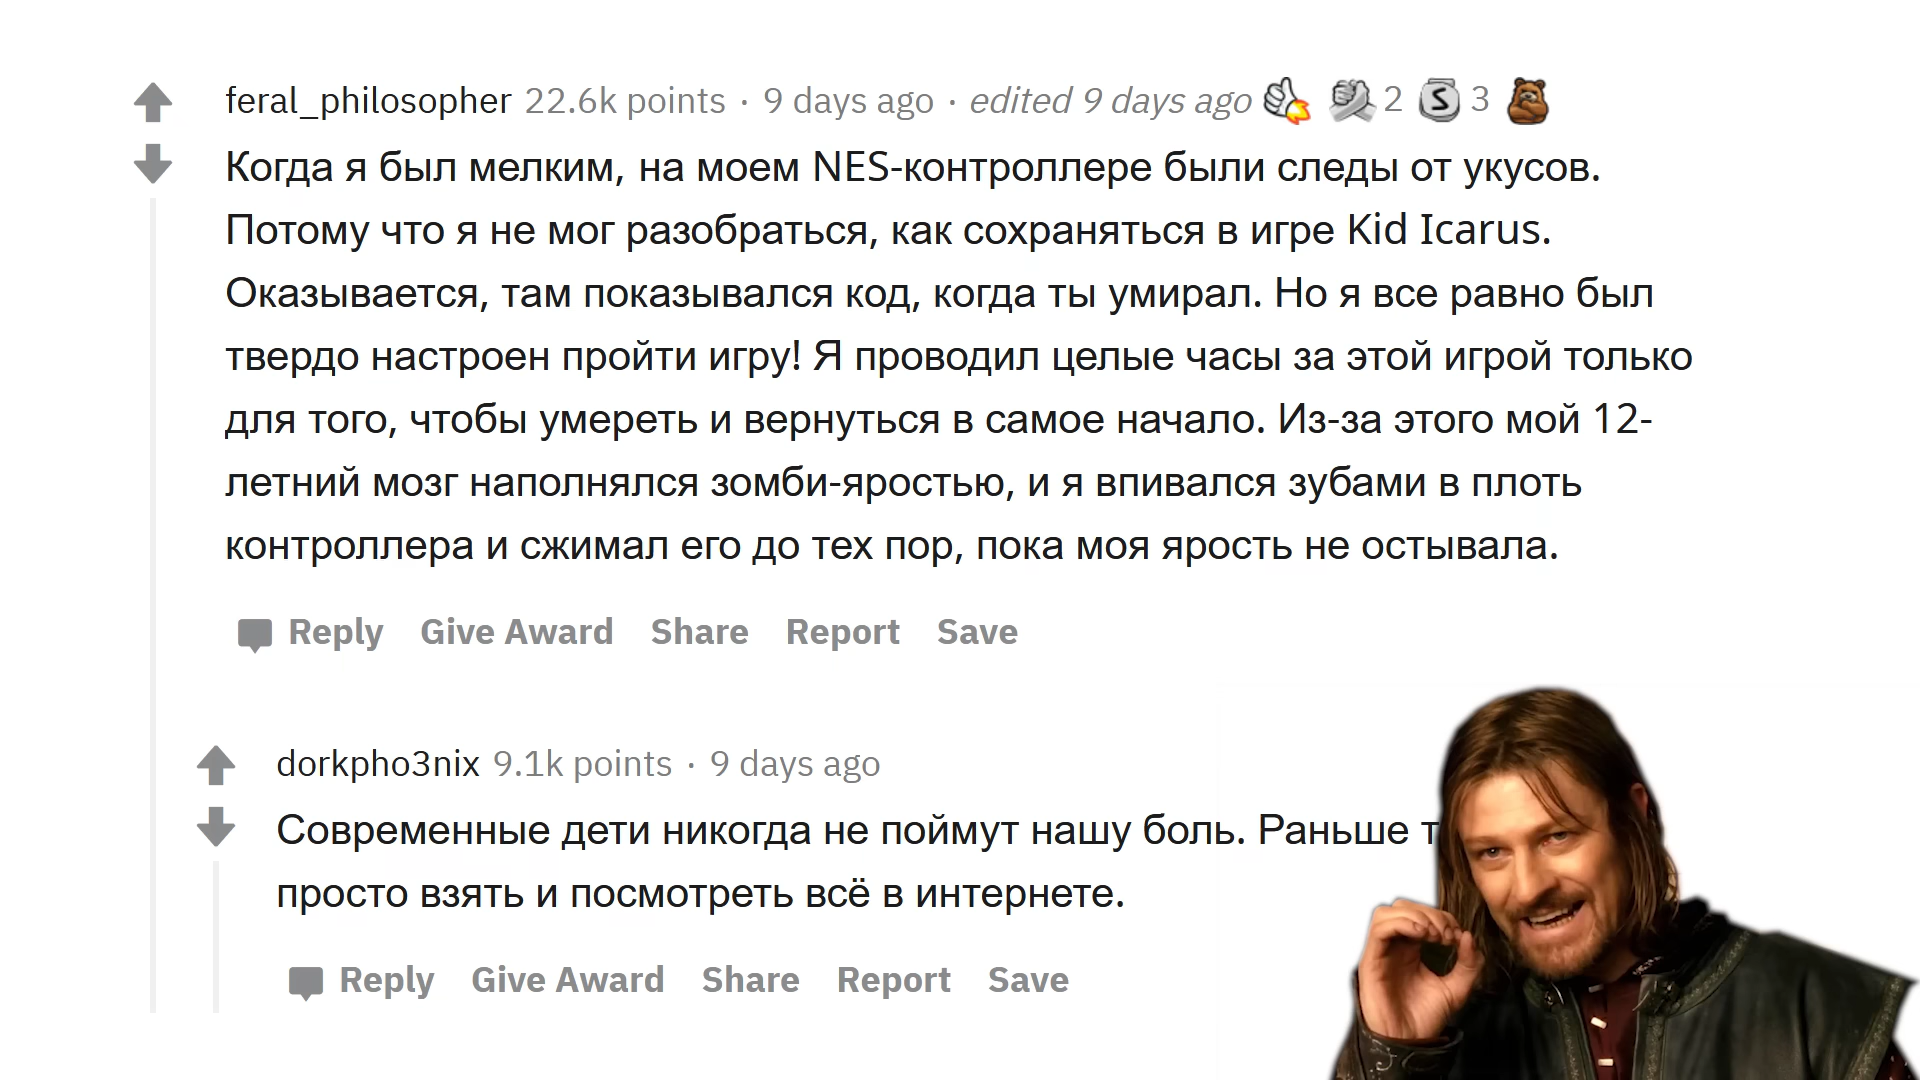 feral_philosopher 22.6k points · 9 days ago · edited 9 days ago 2 S 3
Когда я был мелким, на моем NES-контроллере были следы от укусов.
Потому что я не мог разобраться, как сохраняться в игре Kid Icarus.
Оказывается, там показывался код, когда ты умирал. Но я все равно был
твердо настроен пройти игру! Я проводил целые часы за этой игрой только
для того, чтобы умереть и вернуться в самое начало. Из-за этого мой 12-
летний мозг наполнялся зомби-яростью, и я впивался зубами в плоть
контроллера и сжимал его до тех пор, пока моя ярость не остывала.
Reply Give Award Share Report Save
dorkpho3nix 9.1k points · 9 days ago
Современные дети никогда не поймут нашу боль. Раньше
просто взять и посмотреть всё в интернете.
Reply Give Award Share Report Save